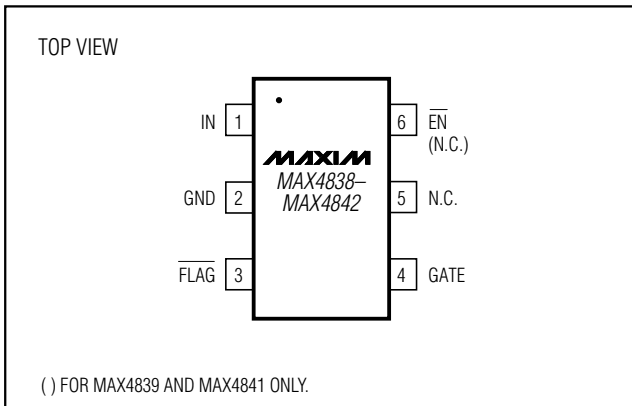 TOP VIEW
IN 1
6 EN
(N.C.)
MAXIM
MAX4838–
MAX4842
GND 2
5 N.C.
FLAG 3
4 GATE
( ) FOR MAX4839 AND MAX4841 ONLY.